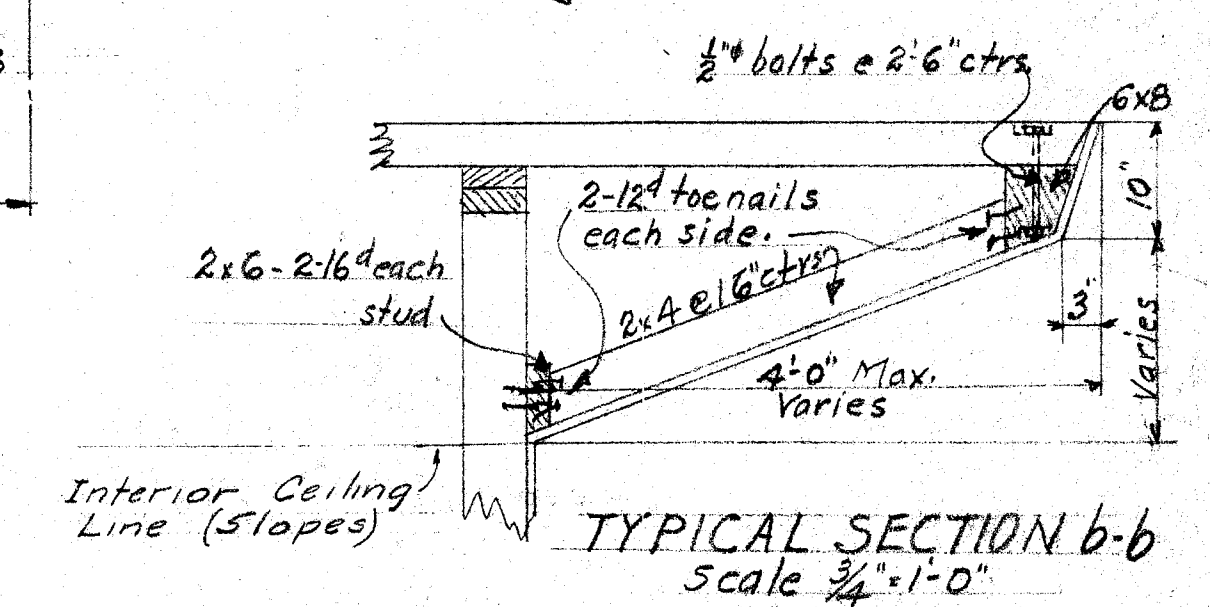 ½"φ bolts @ 2'-6" ctrs.
6x8
10"
2-12d toenails
each side.
2x6-2-16d each
stud
2x4 @ 16" ctrs
3"
4'-0" Max.
Varies
Varies
Interior Ceiling
Line (Slopes)
TYPICAL SECTION b-b
Scale ¾"=1'-0"